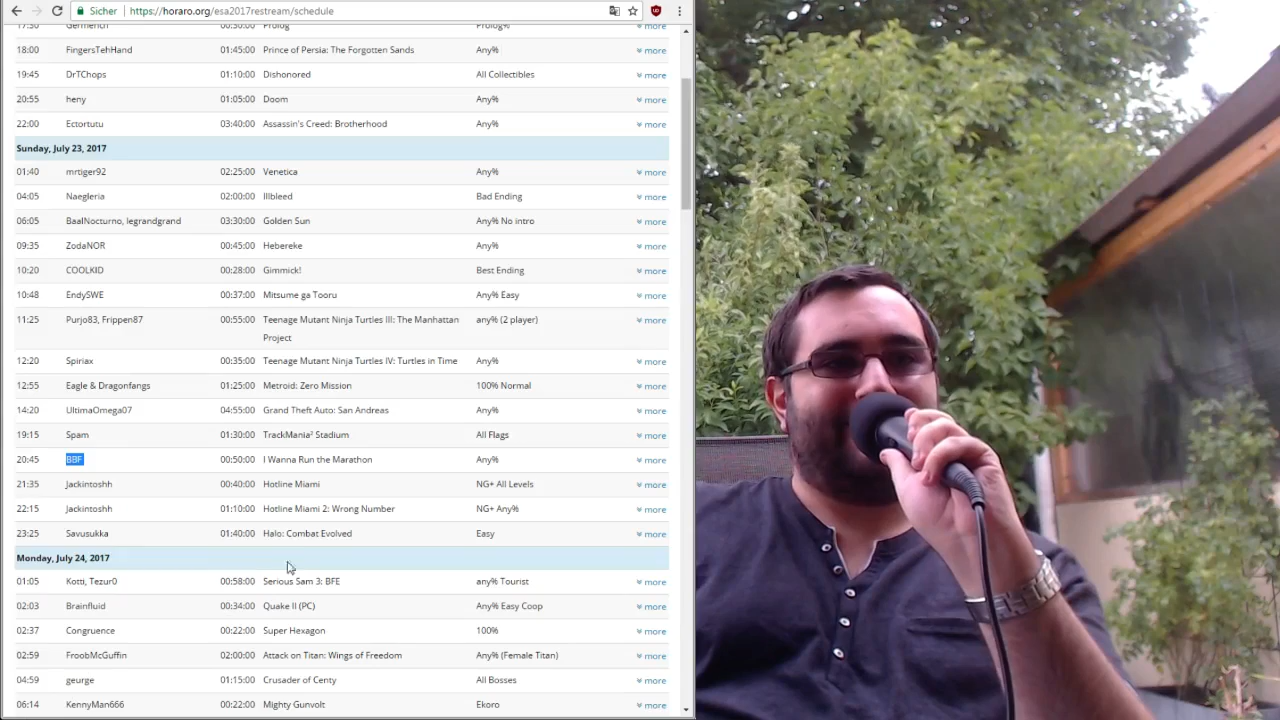 Sicher https://horaro.org/esa2017restream/schedule
17:30 Germench 00:30:00 Prolog Prolog% more
18:00 FingersTehHand 01:45:00 Prince of Persia: The Forgotten Sands Any% more
19:45 DrTChops 01:10:00 Dishonored All Collectibles more
20:55 heny 01:05:00 Doom Any% more
22:00 Ectortutu 03:40:00 Assassin's Creed: Brotherhood Any% more
Sunday, July 23, 2017
01:40 mrtiger92 02:25:00 Venetica Any% more
04:05 Naegleria 02:00:00 Illbleed Bad Ending more
06:05 BaalNocturno, legrandgrand 03:30:00 Golden Sun Any% No intro more
09:35 ZodaNOR 00:45:00 Hebereke Any% more
10:20 COOLKID 00:28:00 Gimmick! Best Ending more
10:48 EndySWE 00:37:00 Mitsume ga Tooru Any% Easy more
11:25 Purjo83, Frippen87 00:55:00 Teenage Mutant Ninja Turtles III: The Manhattan any% (2 player) more
Project
12:20 Spiriax 00:35:00 Teenage Mutant Ninja Turtles IV: Turtles in Time Any% more
12:55 Eagle & Dragonfangs 01:25:00 Metroid: Zero Mission 100% Normal more
14:20 UltimaOmega07 04:55:00 Grand Theft Auto: San Andreas Any% more
19:15 Spam 01:30:00 TrackMania² Stadium All Flags more
20:45 BBF 00:50:00 I Wanna Run the Marathon Any% more
21:35 Jackintoshh 00:40:00 Hotline Miami NG+ All Levels more
22:15 Jackintoshh 01:10:00 Hotline Miami 2: Wrong Number NG+ Any% more
23:25 Savusukka 01:40:00 Halo: Combat Evolved Easy more
Monday, July 24, 2017
01:05 Kotti, Tezur0 00:58:00 Serious Sam 3: BFE any% Tourist more
02:03 Brainfluid 00:34:00 Quake II (PC) Any% Easy Coop more
02:37 Congruence 00:22:00 Super Hexagon 100% more
02:59 FroobMcGuffin 02:00:00 Attack on Titan: Wings of Freedom Any% (Female Titan) more
04:59 geurge 01:15:00 Crusader of Centy All Bosses more
06:14 KennyMan666 00:22:00 Mighty Gunvolt Ekoro more